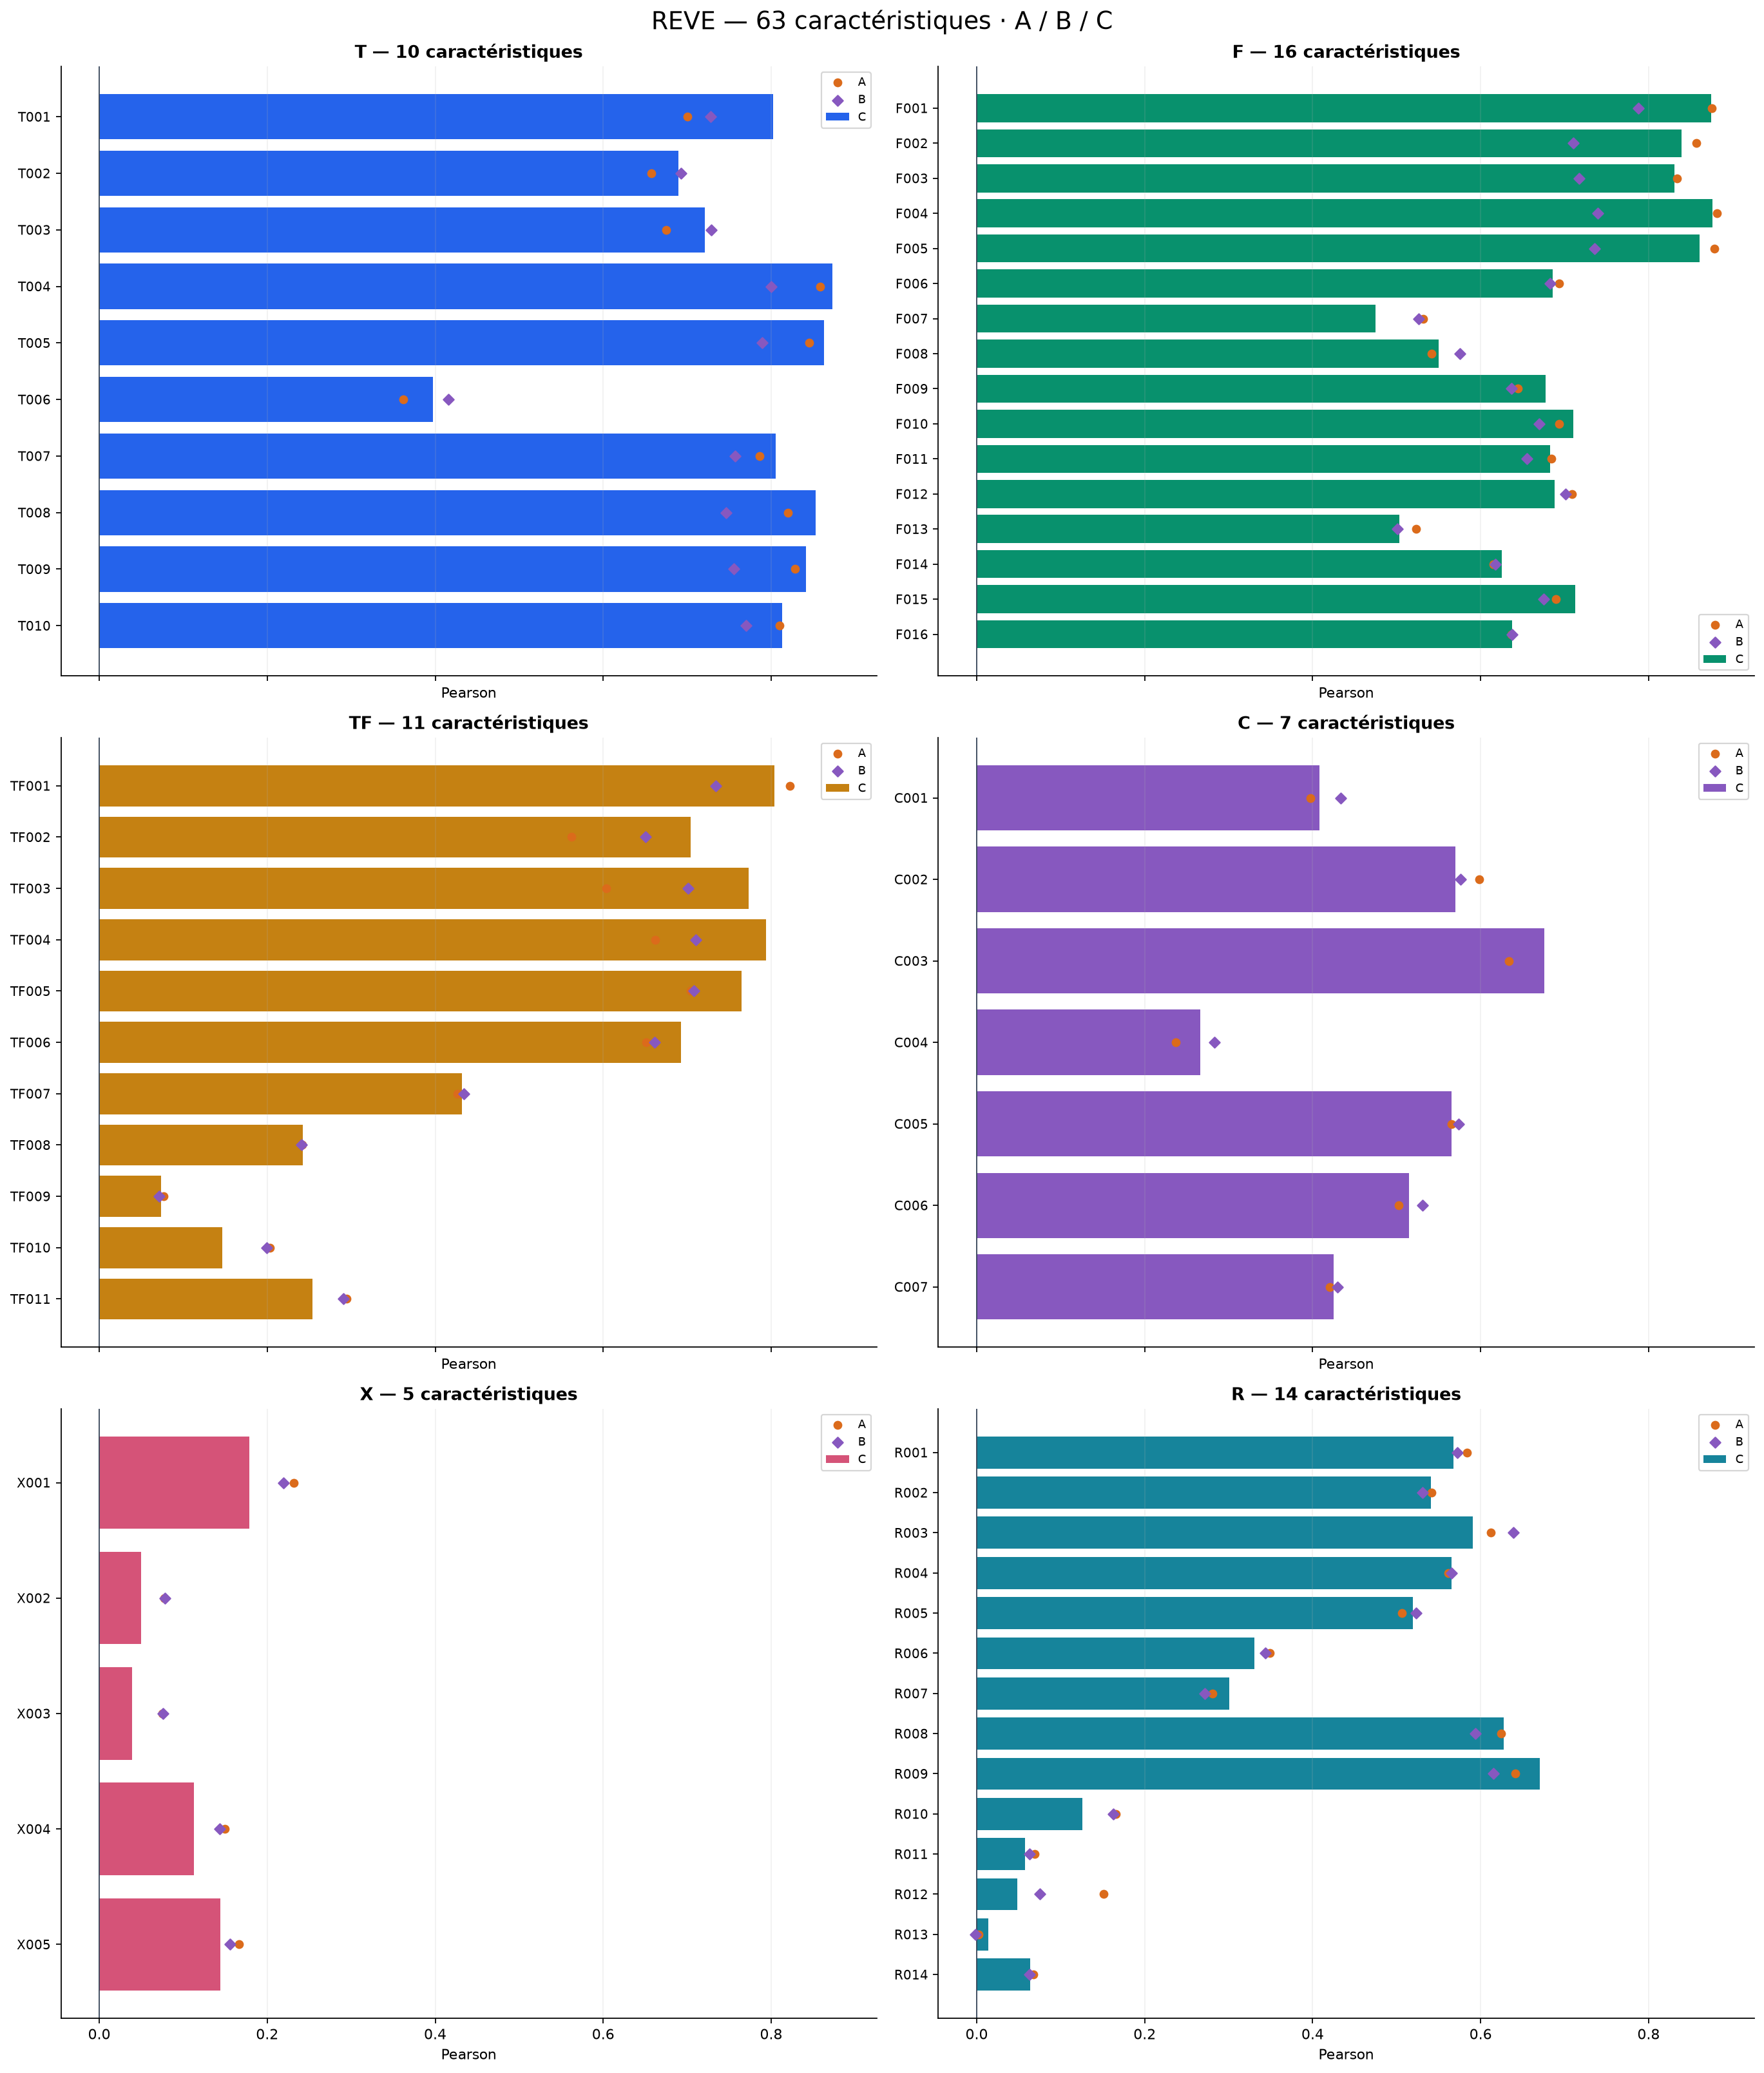 REVE — 63 caractéristiques · A / B / C
T — 10 caractéristiques
A
B
C
T001
T002
T003
T004
T005
T006
T007
T008
T009
T010
Pearson
F — 16 caractéristiques
F001
F002
F003
F004
F005
F006
F007
F008
F009
F010
F011
F012
F013
F014
F015
F016
A
B
C
Pearson
TF — 11 caractéristiques
A
B
C
TF001
TF002
TF003
TF004
TF005
TF006
TF007
TF008
TF009
TF010
TF011
Pearson
C — 7 caractéristiques
A
B
C
C001
C002
C003
C004
C005
C006
C007
Pearson
X — 5 caractéristiques
A
B
C
X001
X002
X003
X004
X005
0.0 0.2 0.4 0.6 0.8
Pearson
R — 14 caractéristiques
A
B
C
R001
R002
R003
R004
R005
R006
R007
R008
R009
R010
R011
R012
R013
R014
0.0 0.2 0.4 0.6 0.8
Pearson